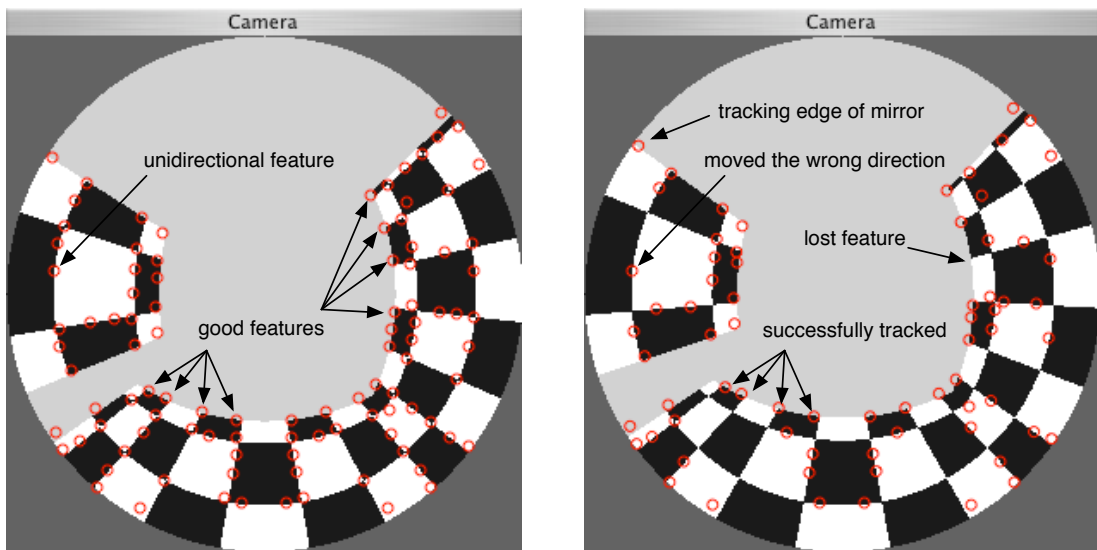 Camera
unidirectional feature
good features
Camera
tracking edge of mirror
moved the wrong direction
lost feature
successfully tracked